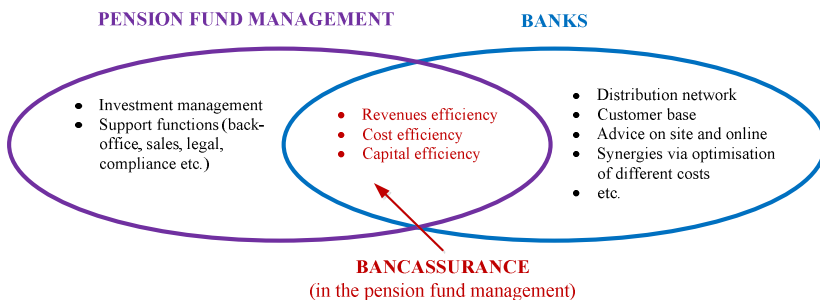 PENSION FUND MANAGEMENT
BANKS
• Investment management
• Support functions (back-
office, sales, legal,
compliance etc.)
• Revenues efficiency
• Cost efficiency
• Capital efficiency
• Distribution network
• Customer base
• Advice on site and online
• Synergies via optimisation
of different costs
• etc.
BANCASSURANCE
(in the pension fund management)